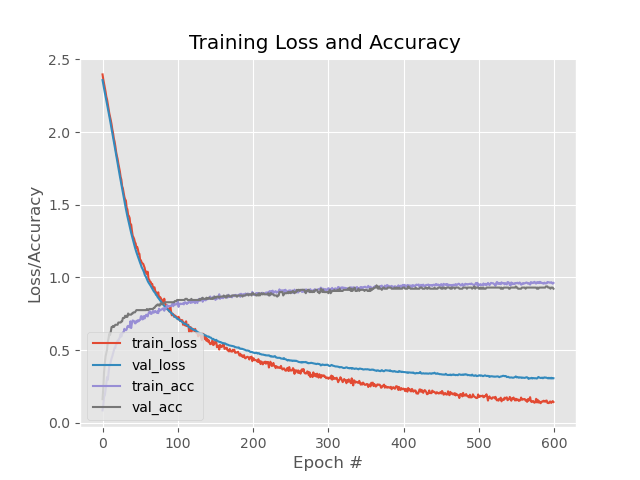 Training Loss and Accuracy
Loss/Accuracy
2.5
2.0
1.5
1.0
0.5
0.0
train_loss
val_loss
train_acc
val_acc
0 100 200 300 400 500 600
Epoch #